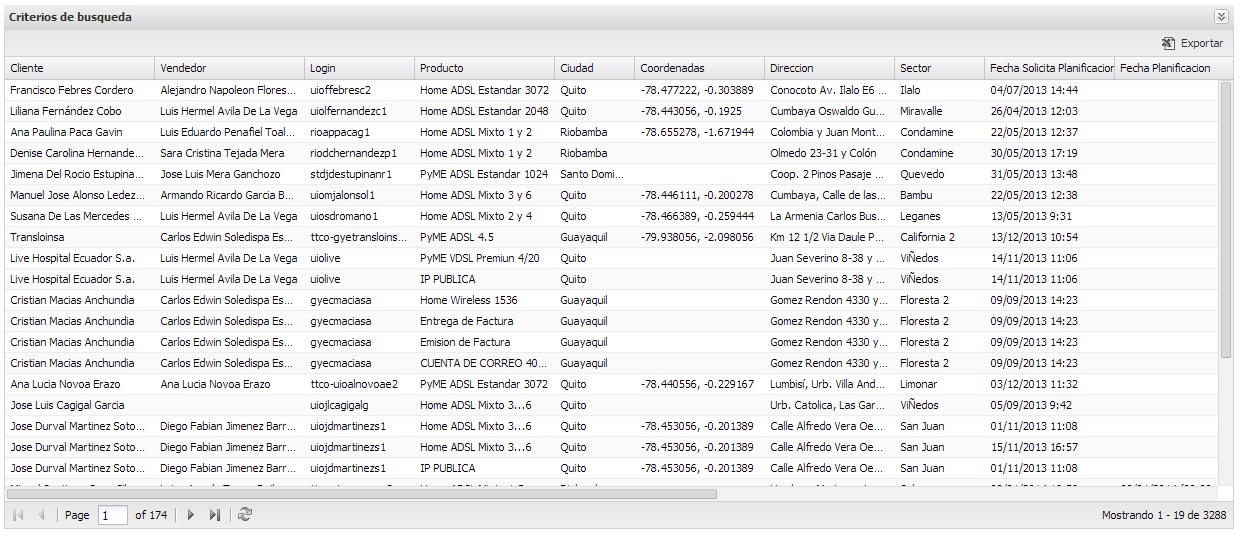 Criterios de busqueda
Exportar
Cliente Vendedor Login Producto Ciudad Coordenadas Direccion Sector Fecha Solicita Planificacion Fecha Planificacion
Francisco Febres Cordero Alejandro Napoleon Flores... uioffebresc2 Home ADSL Estandar 3072 Quito -78.477222, -0.303889 Conocoto Av. Ilalo E6 ... Ilalo 04/07/2013 14:44
Liliana Fernández Cobo Luis Hermel Avila De La Vega uiolfernandezc1 Home ADSL Estandar 2048 Quito -78.443056, -0.1925 Cumbaya Oswaldo Gu... Miravalle 26/04/2013 12:03
Ana Paulina Paca Gavin Luis Eduardo Penafiel Toal... rioappacag1 Home ADSL Mixto 1 y 2 Riobamba -78.655278, -1.671944 Colombia y Juan Mont... Condamine 22/05/2013 12:37
Denise Carolina Hernande... Sara Cristina Tejada Mera riodchernandezp1 Home ADSL Mixto 1 y 2 Riobamba Olmedo 23-31 y Colón Condamine 30/05/2013 17:19
Jimena Del Rocio Estupina... Jose Luis Mera Ganchozo stdjdestupinanr1 PyME ADSL Estandar 1024 Santo Domi... Coop. 2 Pinos Pasaje ... Quevedo 31/05/2013 13:48
Manuel Jose Alonso Ledez... Armando Ricardo Garcia B... uiomjalonsol1 Home ADSL Mixto 3 y 6 Quito -78.446111, -0.200278 Cumbaya, Calle de las... Bambu 22/05/2013 12:38
Susana De Las Mercedes ... Luis Hermel Avila De La Vega uiosdromano1 Home ADSL Mixto 2 y 4 Quito -78.466389, -0.259444 La Armenia Carlos Bus... Leganes 13/05/2013 9:31
Transloinsa Carlos Edwin Soledispa Es... ttco-gyetransloins... PyME ADSL 4.5 Guayaquil -79.938056, -2.098056 Km 12 1/2 Via Daule P... California 2 13/12/2013 10:54
Live Hospital Ecuador S.a. Luis Hermel Avila De La Vega uiolive PyME VDSL Premiun 4/20 Quito Juan Severino 8-38 y ... ViÑedos 14/11/2013 11:06
Live Hospital Ecuador S.a. Luis Hermel Avila De La Vega uiolive IP PUBLICA Quito Juan Severino 8-38 y ... ViÑedos 14/11/2013 11:06
Cristian Macias Anchundia Carlos Edwin Soledispa Es... gyecmaciasa Home Wireless 1536 Guayaquil Gomez Rendon 4330 y... Floresta 2 09/09/2013 14:23
Cristian Macias Anchundia Carlos Edwin Soledispa Es... gyecmaciasa Entrega de Factura Guayaquil Gomez Rendon 4330 y... Floresta 2 09/09/2013 14:23
Cristian Macias Anchundia Carlos Edwin Soledispa Es... gyecmaciasa Emision de Factura Guayaquil Gomez Rendon 4330 y... Floresta 2 09/09/2013 14:23
Cristian Macias Anchundia Carlos Edwin Soledispa Es... gyecmaciasa CUENTA DE CORREO 40... Guayaquil Gomez Rendon 4330 y... Floresta 2 09/09/2013 14:23
Ana Lucia Novoa Erazo Ana Lucia Novoa Erazo ttco-uioalnovoae2 PyME ADSL Estandar 3072 Quito -78.440556, -0.229167 Lumbisí, Urb. Villa And... Limonar 03/12/2013 11:32
Jose Luis Cagigal Garcia uiojlcagigalg Home ADSL Mixto 3...6 Quito Urb. Catolica, Las Gar... ViÑedos 05/09/2013 9:42
Jose Durval Martinez Soto... Diego Fabian Jimenez Barr... uiojdmartinezs1 Home ADSL Mixto 3...6 Quito -78.453056, -0.201389 Calle Alfredo Vera Oe... San Juan 01/11/2013 11:08
Jose Durval Martinez Soto... Diego Fabian Jimenez Barr... uiojdmartinezs1 Home ADSL Mixto 3...6 Quito -78.453056, -0.201389 Calle Alfredo Vera Oe... San Juan 15/11/2013 16:57
Jose Durval Martinez Soto... Diego Fabian Jimenez Barr... uiojdmartinezs1 IP PUBLICA Quito -78.453056, -0.201389 Calle Alfredo Vera Oe... San Juan 01/11/2013 11:08
Page 1 of 174 Mostrando 1 - 19 de 3288